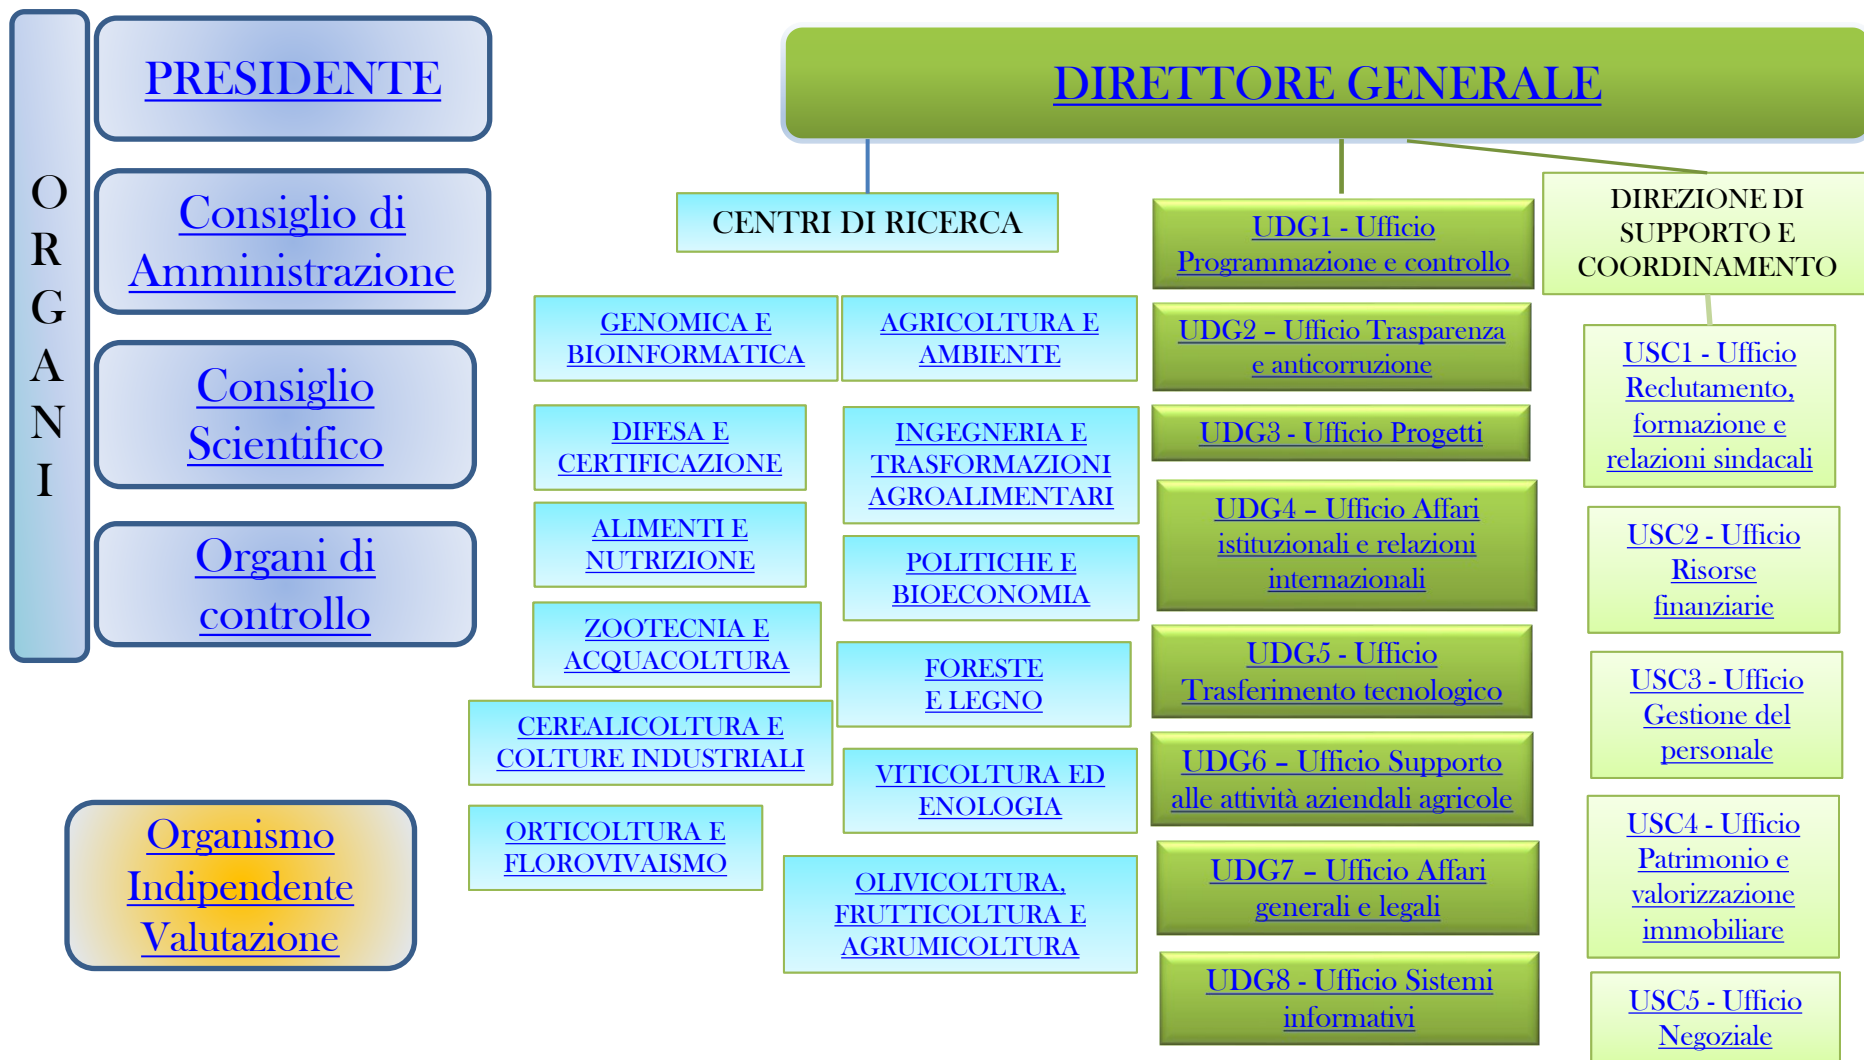 O
R
G
A
N
I
PRESIDENTE
Consiglio di
Amministrazione
Consiglio
Scientifico
Organi di
controllo
Organismo
Indipendente
Valutazione
DIRETTORE GENERALE
CENTRI DI RICERCA
GENOMICA E
BIOINFORMATICA
AGRICOLTURA E
AMBIENTE
DIFESA E
CERTIFICAZIONE
INGEGNERIA E
TRASFORMAZIONI
AGROALIMENTARI
ALIMENTI E
NUTRIZIONE
POLITICHE E
BIOECONOMIA
ZOOTECNIA E
ACQUACOLTURA
FORESTE
E LEGNO
CEREALICOLTURA E
COLTURE INDUSTRIALI
VITICOLTURA ED
ENOLOGIA
ORTICOLTURA E
FLOROVIVAISMO
OLIVICOLTURA,
FRUTTICOLTURA E
AGRUMICOLTURA
UDG1 - Ufficio
Programmazione e controllo
UDG2 – Ufficio Trasparenza
e anticorruzione
UDG3 - Ufficio Progetti
UDG4 – Ufficio Affari
istituzionali e relazioni
internazionali
UDG5 - Ufficio
Trasferimento tecnologico
UDG6 – Ufficio Supporto
alle attività aziendali agricole
UDG7 – Ufficio Affari
generali e legali
UDG8 - Ufficio Sistemi
informativi
DIREZIONE DI
SUPPORTO E
COORDINAMENTO
USC1 - Ufficio
Reclutamento,
formazione e
relazioni sindacali
USC2 - Ufficio
Risorse
finanziarie
USC3 - Ufficio
Gestione del
personale
USC4 - Ufficio
Patrimonio e
valorizzazione
immobiliare
USC5 - Ufficio
Negoziale